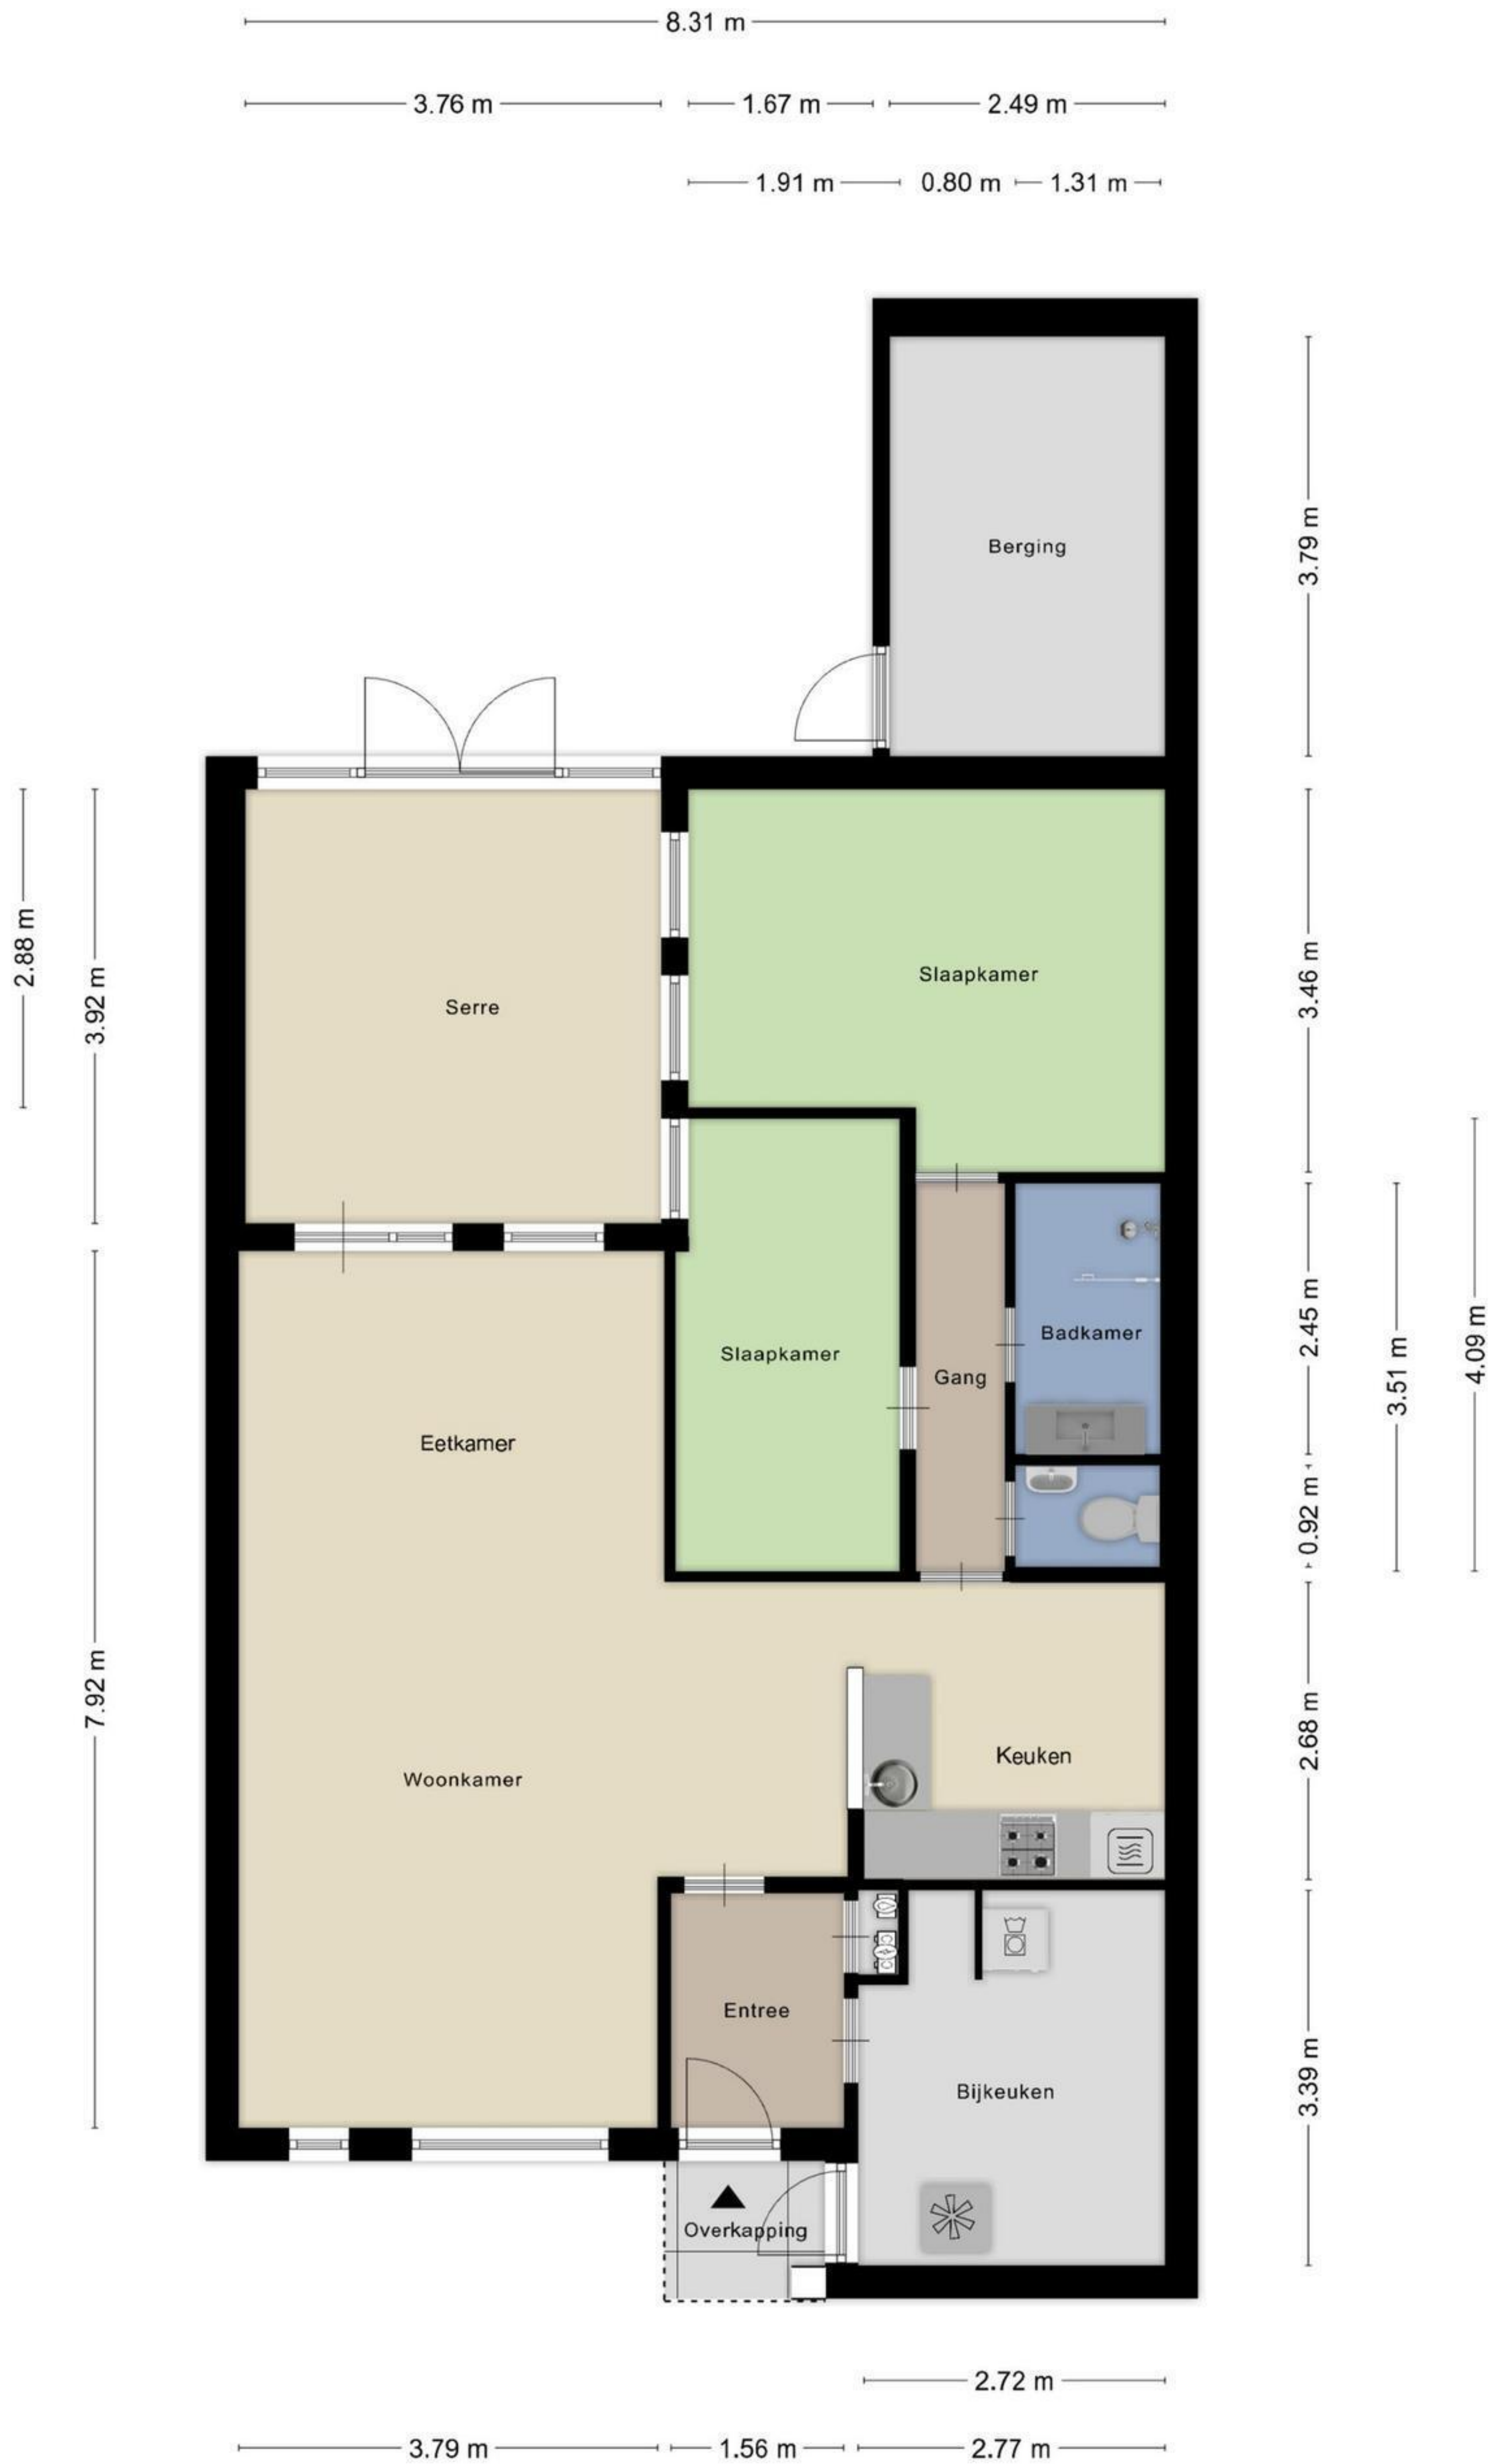 8.31 m
3.76 m
1.67 m
2.49 m
1.91 m
0.80 m
1.31 m
Berging
3.79 m
2.88 m
3.92 m
Serre
Slaapkamer
3.46 m
Slaapkamer
Gang
Badkamer
2.45 m
3.51 m
4.09 m
Eetkamer
0.92 m
7.92 m
Woonkamer
Keuken
2.68 m
Entree
Bijkeuken
3.39 m
Overkapping
2.72 m
3.79 m
1.56 m
2.77 m